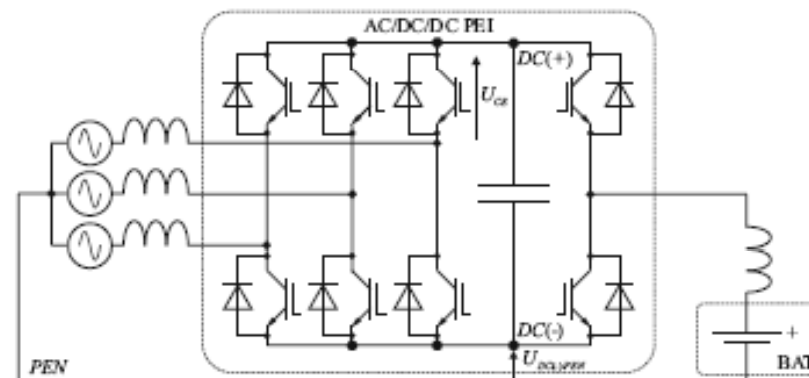 AC/DC/DC PEI
DC(+)
U_CE
DC(-)
PEN
U_DC(-)PEN
+
BAT